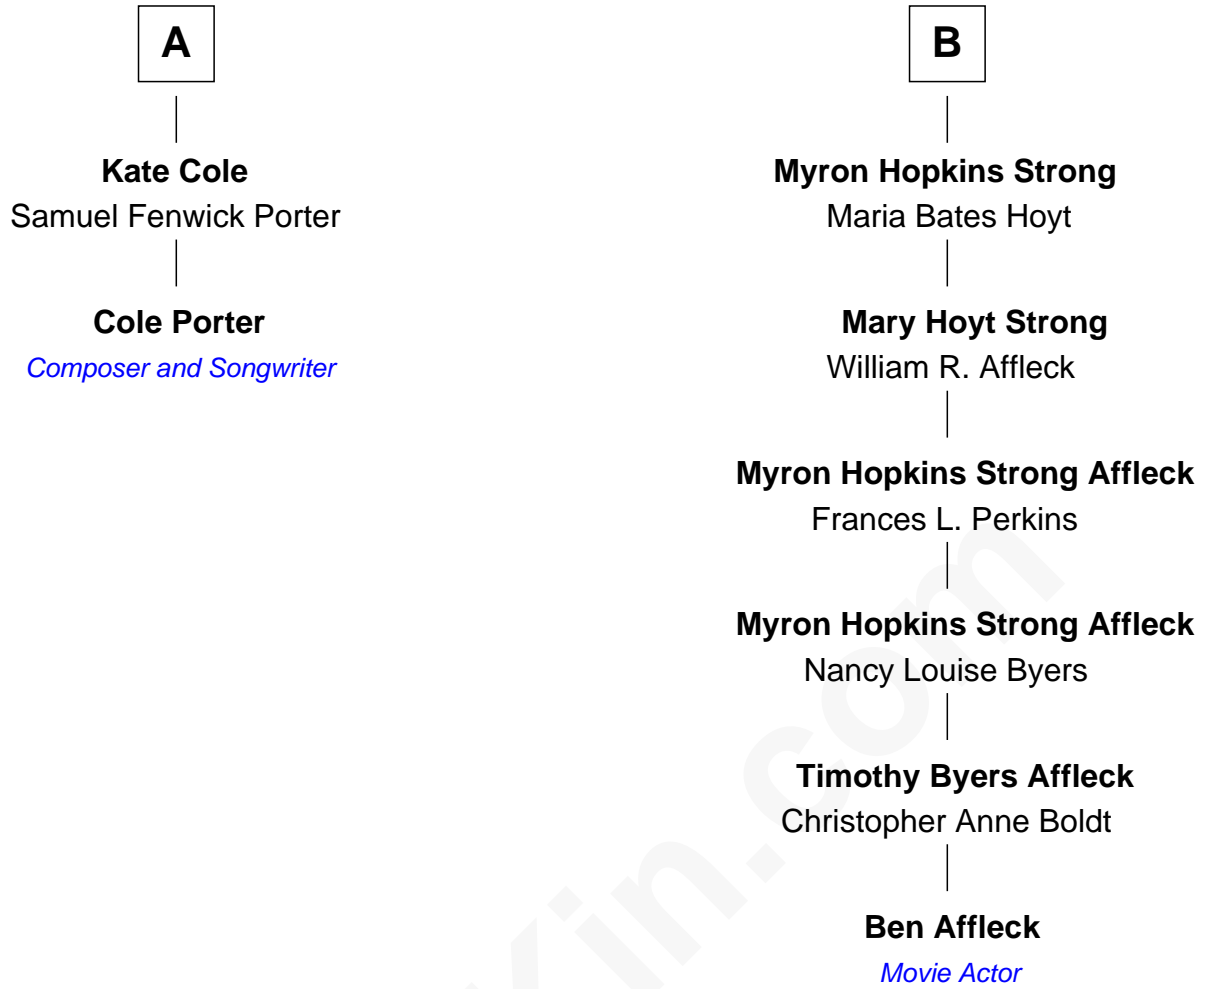 A
Kate Cole
Samuel Fenwick Porter
Cole Porter
Composer and Songwriter
B
Myron Hopkins Strong
Maria Bates Hoyt
Mary Hoyt Strong
William R. Affleck
Myron Hopkins Strong Affleck
Frances L. Perkins
Myron Hopkins Strong Affleck
Nancy Louise Byers
Timothy Byers Affleck
Christopher Anne Boldt
Ben Affleck
Movie Actor
Kin.com